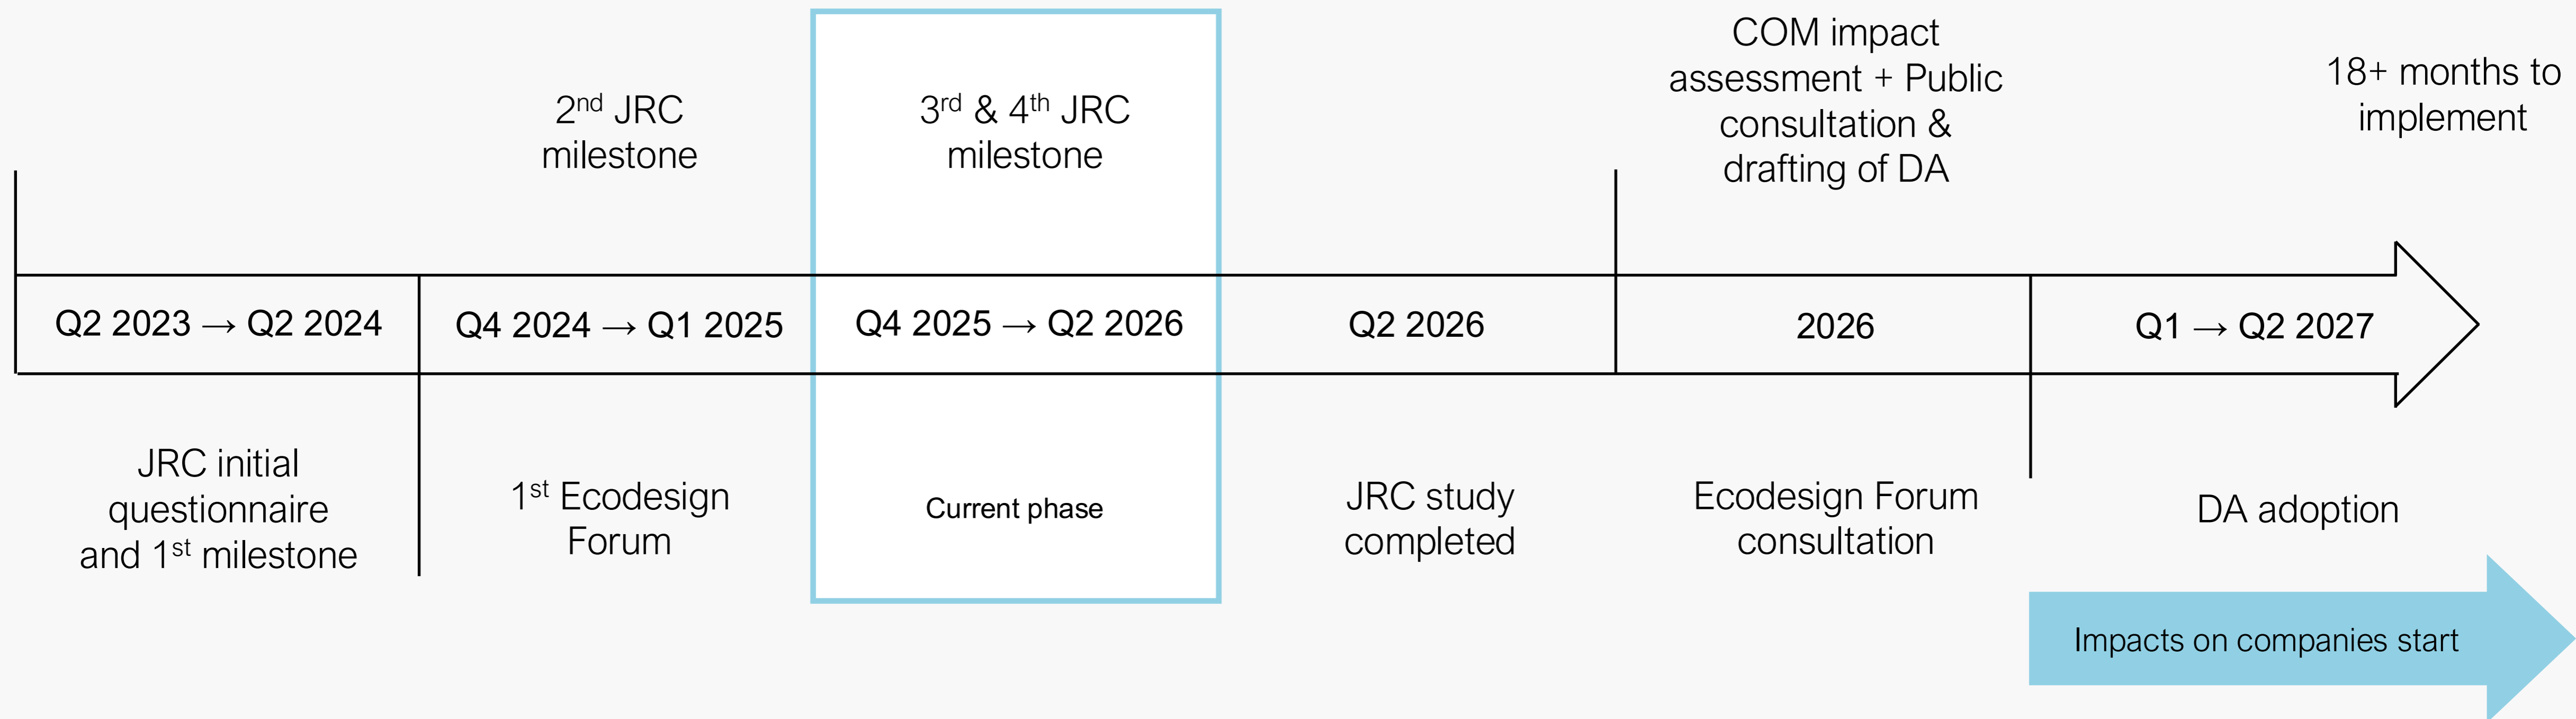 COM impact
assessment + Public
consultation &
drafting of DA
18+ months to
implement
2nd JRC
milestone
3rd & 4th JRC
milestone
Q2 2023 → Q2 2024
Q4 2024 → Q1 2025
Q4 2025 → Q2 2026
Q2 2026
2026
Q1 → Q2 2027
JRC initial
questionnaire
and 1st milestone
1st Ecodesign
Forum
Current phase
JRC study
completed
Ecodesign Forum
consultation
DA adoption
Impacts on companies start